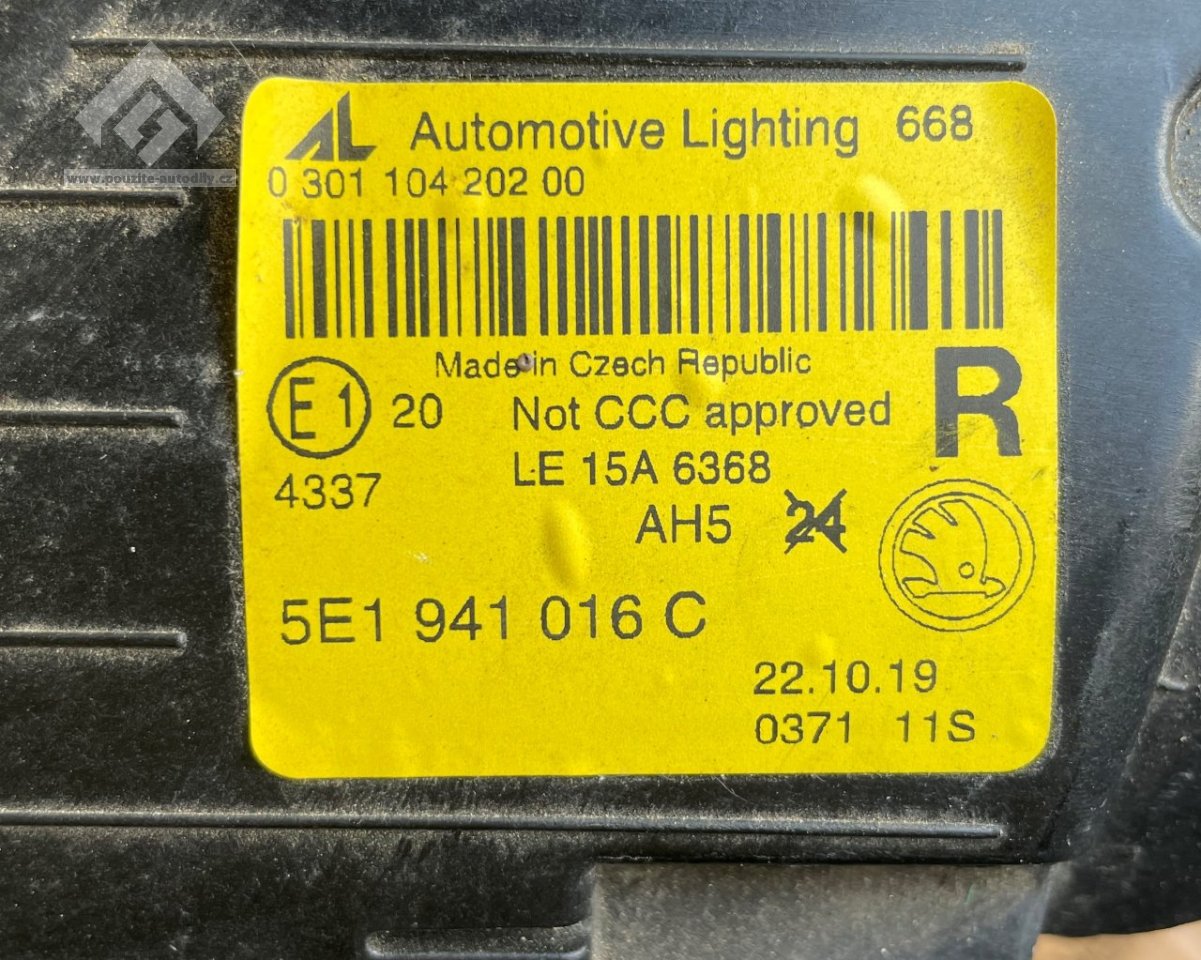 www.pouzite-autodily.cz
AL Automotive Lighting 668
0 301 104 202 00
Made in Czech Republic
E1 20 Not CCC approved R
4337 LE 15A 6368
AH5 24
5E1 941 016 C
22.10.19
0371 11S